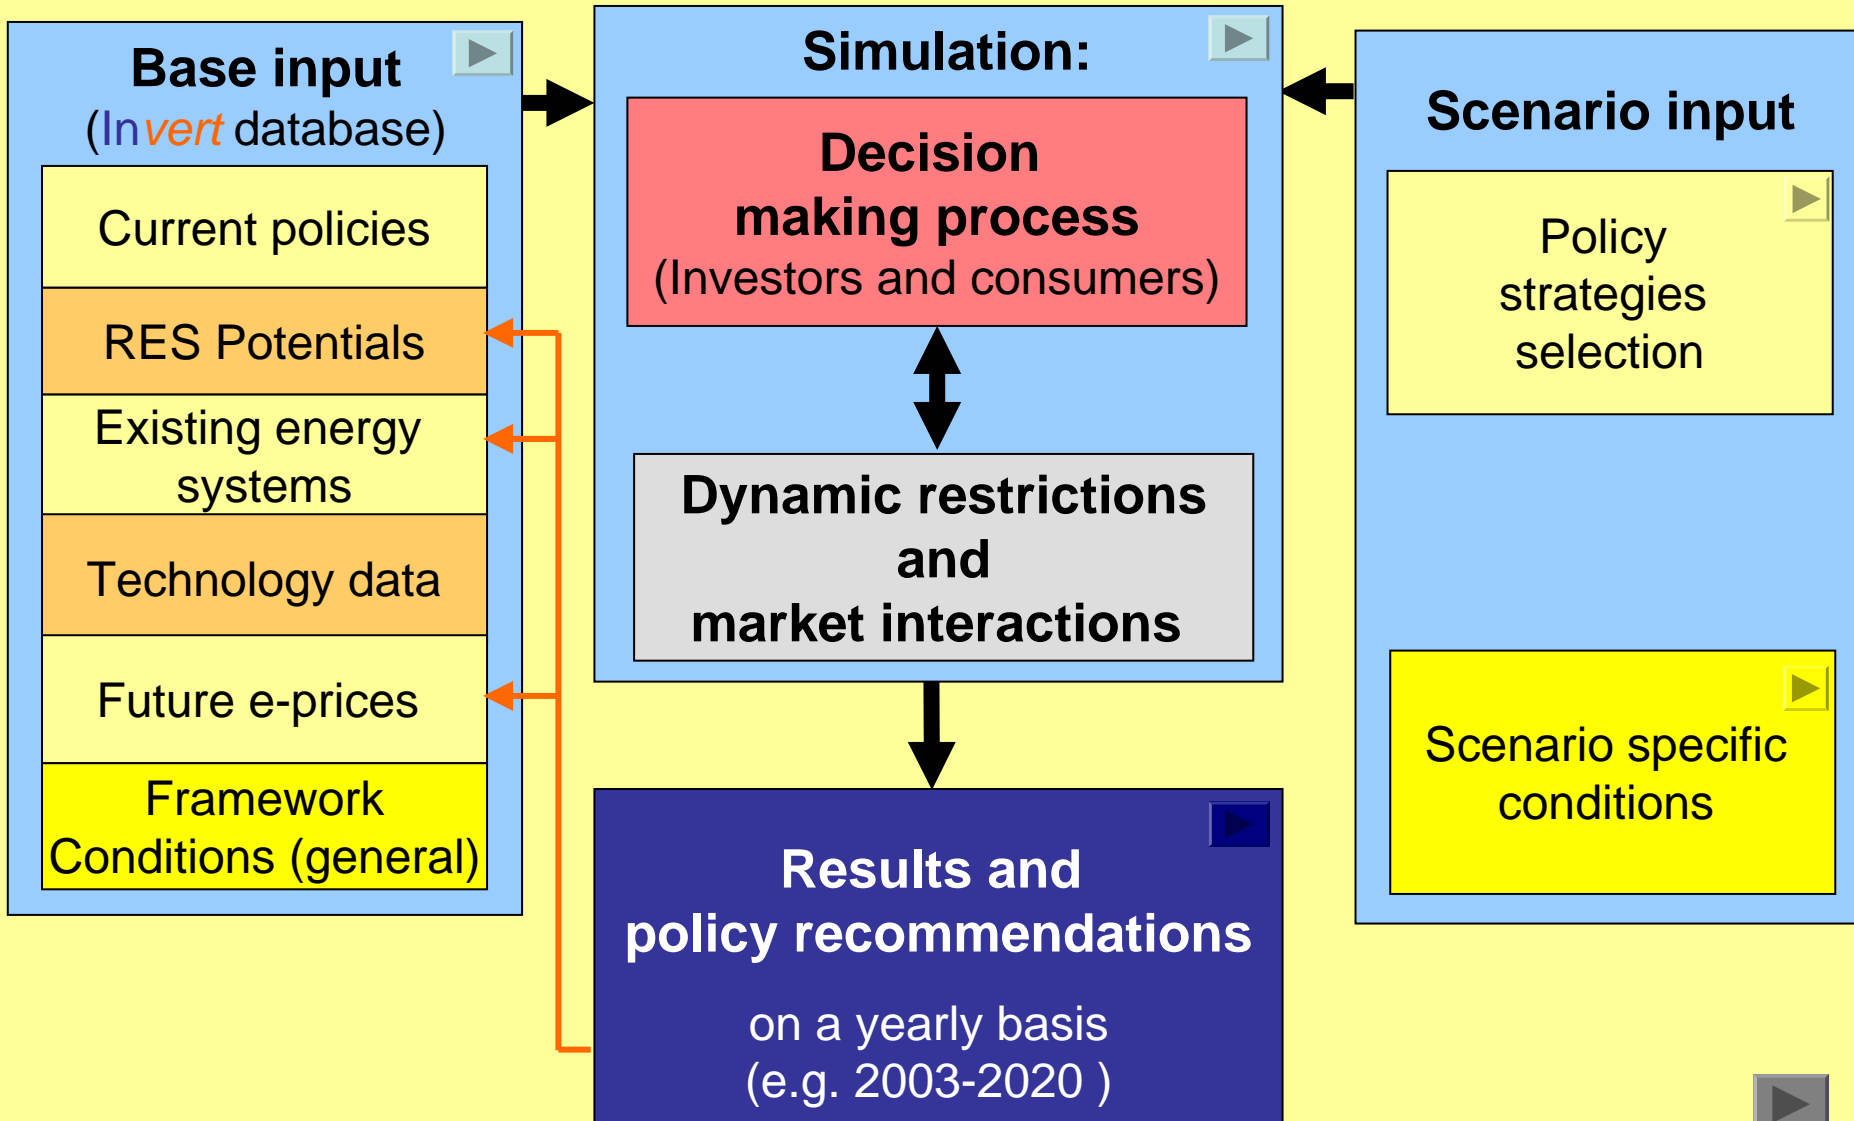 Base input
(Invert database)
Current policies
RES Potentials
Existing energy
systems
Technology data
Future e-prices
Framework
Conditions (general)
Simulation:
Decision
making process
(Investors and consumers)
Dynamic restrictions
and
market interactions
Results and
policy recommendations
on a yearly basis
(e.g. 2003-2020 )
Scenario input
Policy
strategies
selection
Scenario specific
conditions